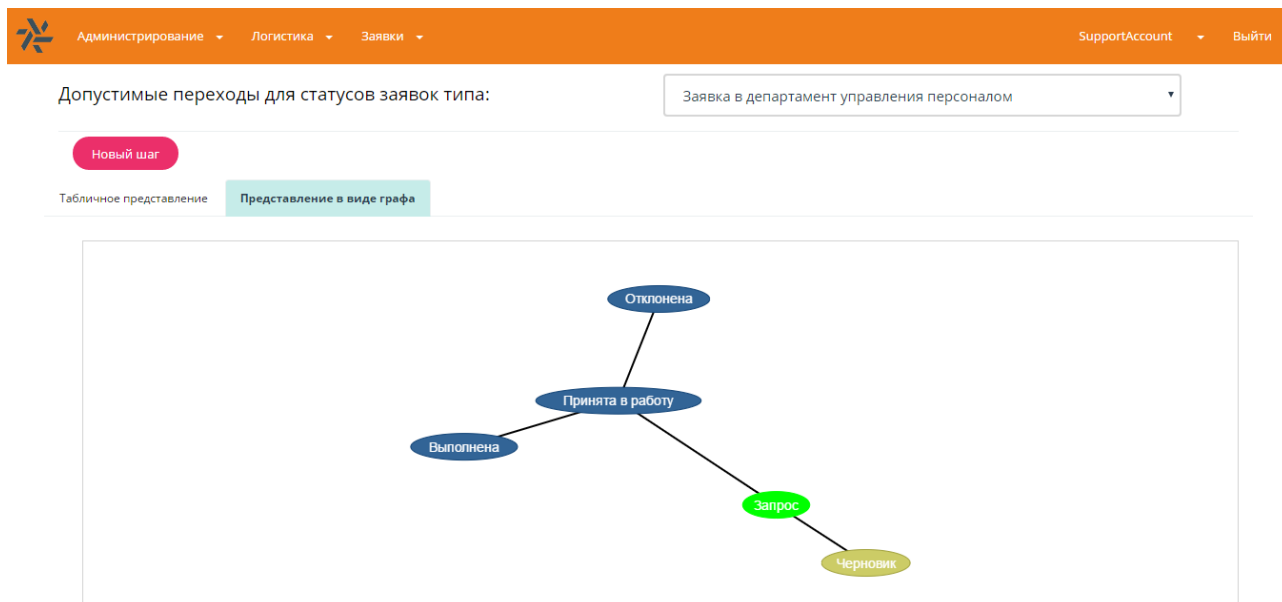 Администрирование Логистика Заявки SupportAccount Выйти
Допустимые переходы для статусов заявок типа: Заявка в департамент управления персоналом
Новый шаг
Табличное представление Представление в виде графа
Отклонена
Принята в работу
Выполнена
Запрос
Черновик